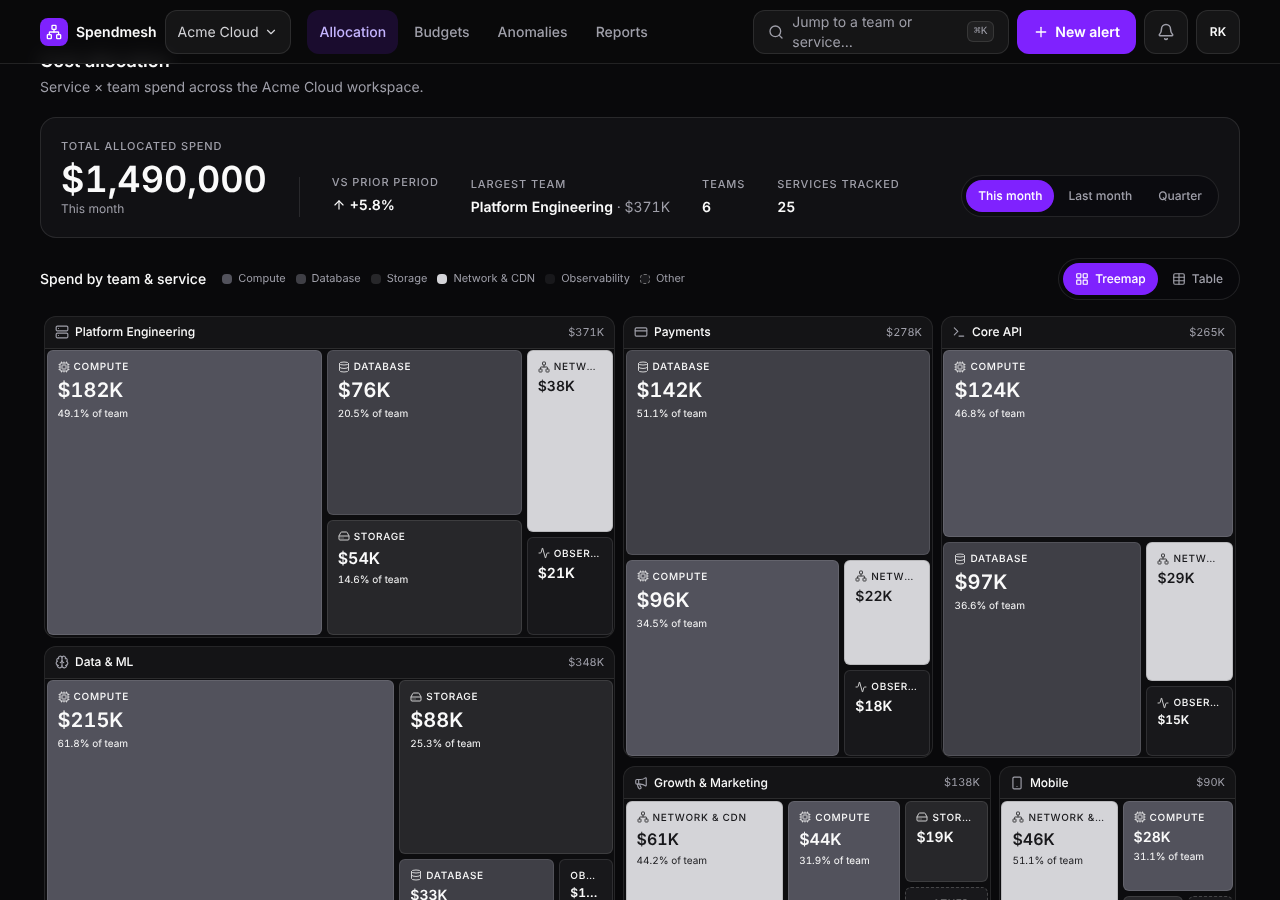 Spendmesh
Acme Cloud
Allocation
Budgets
Anomalies
Reports
Jump to a team or
service...
⌘K
New alert
RK
Cost allocation
Service × team spend across the Acme Cloud workspace.
TOTAL ALLOCATED SPEND
$1,490,000
This month
VS PRIOR PERIOD
↑ +5.8%
LARGEST TEAM
Platform Engineering · $371K
TEAMS
6
SERVICES TRACKED
25
This month
Last month
Quarter
Spend by team & service
Compute
Database
Storage
Network & CDN
Observability
Other
Treemap
Table
Platform Engineering
$371K
COMPUTE
$182K
49.1% of team
DATABASE
$76K
20.5% of team
NETW...
$38K
STORAGE
$54K
14.6% of team
OBSER...
$21K
Payments
$278K
DATABASE
$142K
51.1% of team
COMPUTE
$96K
34.5% of team
NETW...
$22K
OBSER...
$18K
Core API
$265K
COMPUTE
$124K
46.8% of team
DATABASE
$97K
36.6% of team
NETW...
$29K
OBSER...
$15K
Data & ML
$348K
COMPUTE
$215K
61.8% of team
STORAGE
$88K
25.3% of team
DATABASE
$33K
OB...
$1...
Growth & Marketing
$138K
NETWORK & CDN
$61K
44.2% of team
COMPUTE
$44K
31.9% of team
STOR...
$19K
Mobile
$90K
NETWORK &...
$46K
51.1% of team
COMPUTE
$28K
31.1% of team